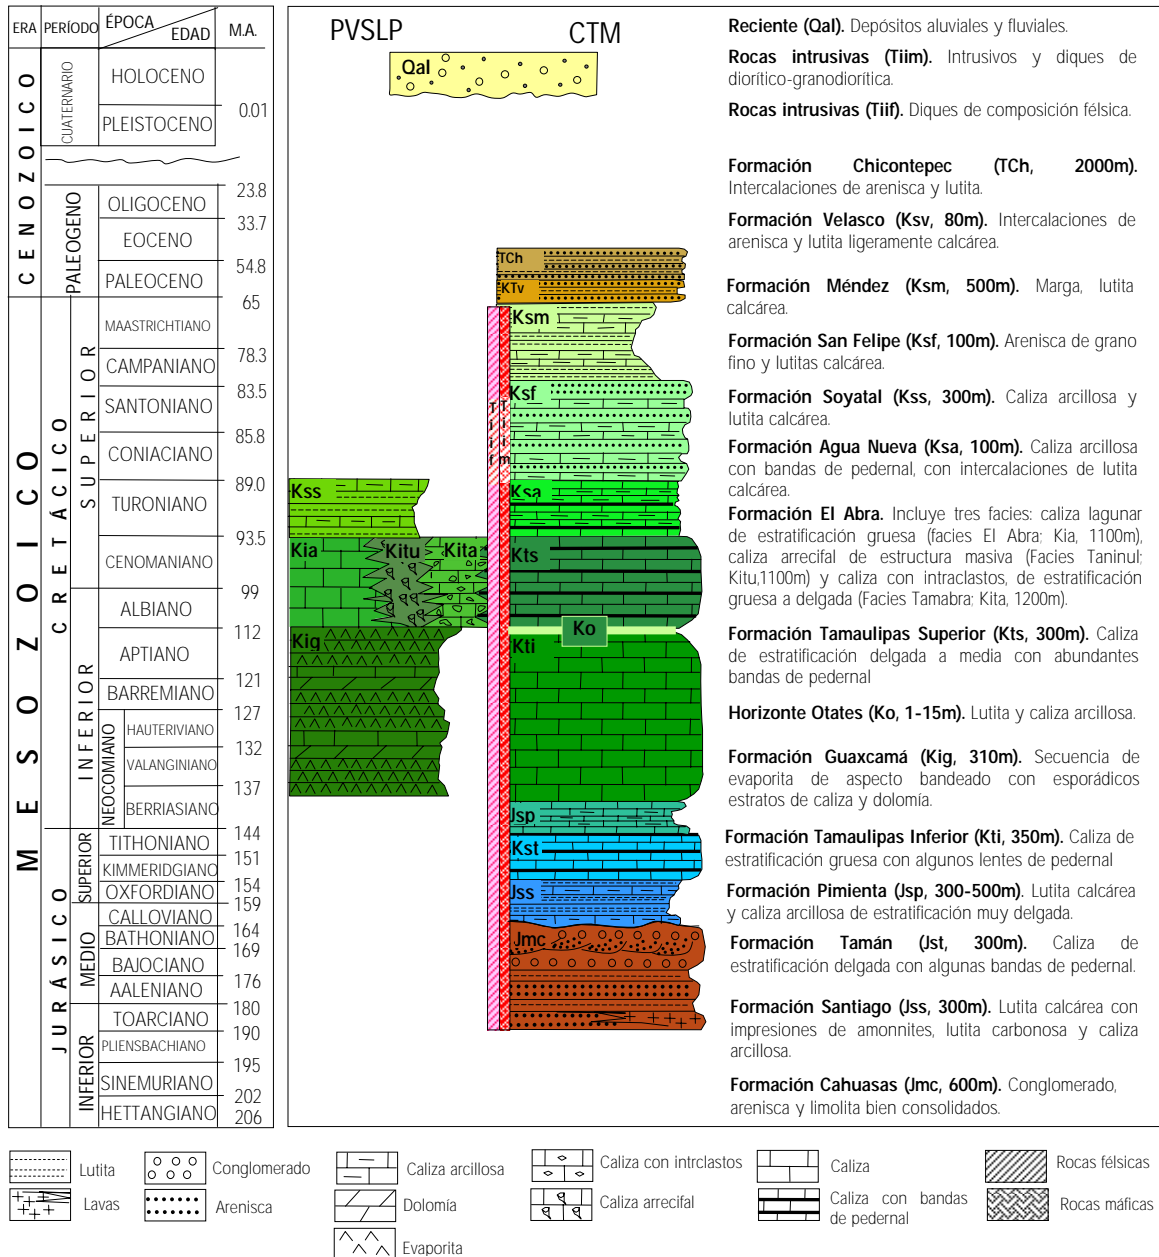 ERA
PERÍODO
ÉPOCA
EDAD
M.A.
CENOZOICO
CUATERNARIO
HOLOCENO
0.01
PLEISTOCENO
PALEOGENO
23.8
OLIGOCENO
33.7
EOCENO
54.8
PALEOCENO
65
MESOZOICO
CRETÁCICO
SUPERIOR
MAASTRICHTIANO
78.3
CAMPANIANO
83.5
SANTONIANO
85.8
CONIACIANO
89.0
TURONIANO
93.5
CENOMANIANO
99
INFERIOR
ALBIANO
112
APTIANO
121
BARREMIANO
127
NEOCOMIANO
HAUTERIVIANO
132
VALANGINIANO
137
BERRIASIANO
144
JURÁSICO
SUPERIOR
TITHONIANO
151
KIMMERIDGIANO
154
OXFORDIANO
159
MEDIO
CALLOVIANO
164
BATHONIANO
169
BAJOCIANO
176
AALENIANO
180
INFERIOR
TOARCIANO
190
PLIENSBACHIANO
195
SINEMURIANO
202
HETTANGIANO
206
PVSLP
CTM
Qal
TCh
KTv
Ksm
Ksf
Tiif
Tiim
Kss
Ksa
Kia
Kitu
Kita
Kts
Ko
Kig
Kti
Jsp
Kst
Jss
Jmc
Reciente (Qal). Depósitos aluviales y fluviales.
Rocas intrusivas (Tiim). Intrusivos y diques de
diorítico-granodiorítica.
Rocas intrusivas (Tiif). Diques de composición félsica.
Formación Chicontepec (TCh, 2000m).
Intercalaciones de arenisca y lutita.
Formación Velasco (Ksv, 80m). Intercalaciones de
arenisca y lutita ligeramente calcárea.
Formación Méndez (Ksm, 500m). Marga, lutita
calcárea.
Formación San Felipe (Ksf, 100m). Arenisca de grano
fino y lutitas calcárea.
Formación Soyatal (Kss, 300m). Caliza arcillosa y
lutita calcárea.
Formación Agua Nueva (Ksa, 100m). Caliza arcillosa
con bandas de pedernal, con intercalaciones de lutita
calcárea.
Formación El Abra. Incluye tres facies: caliza lagunar
de estratificación gruesa (facies El Abra; Kia, 1100m),
caliza arrecifal de estructura masiva (Facies Taninul;
Kitu,1100m) y caliza con intraclastos, de estratificación
gruesa a delgada (Facies Tamabra; Kita, 1200m).
Formación Tamaulipas Superior (Kts, 300m). Caliza
de estratificación delgada a media con abundantes
bandas de pedernal
Horizonte Otates (Ko, 1-15m). Lutita y caliza arcillosa.
Formación Guaxcamá (Kig, 310m). Secuencia de
evaporita de aspecto bandeado con esporádicos
estratos de caliza y dolomía.
Formación Tamaulipas Inferior (Kti, 350m). Caliza de
estratificación gruesa con algunos lentes de pedernal
Formación Pimienta (Jsp, 300-500m). Lutita calcárea
y caliza arcillosa de estratificación muy delgada.
Formación Tamán (Jst, 300m). Caliza de
estratificación delgada con algunas bandas de pedernal.
Formación Santiago (Jss, 300m). Lutita calcárea con
impresiones de amonnites, lutita carbonosa y caliza
arcillosa.
Formación Cahuasas (Jmc, 600m). Conglomerado,
arenisca y limolita bien consolidados.
Lutita
Conglomerado
Caliza arcillosa
Caliza con intrclastos
Caliza
Rocas félsicas
Lavas
Arenisca
Dolomía
Caliza arrecifal
Caliza con bandas
de pedernal
Rocas máficas
Evaporita